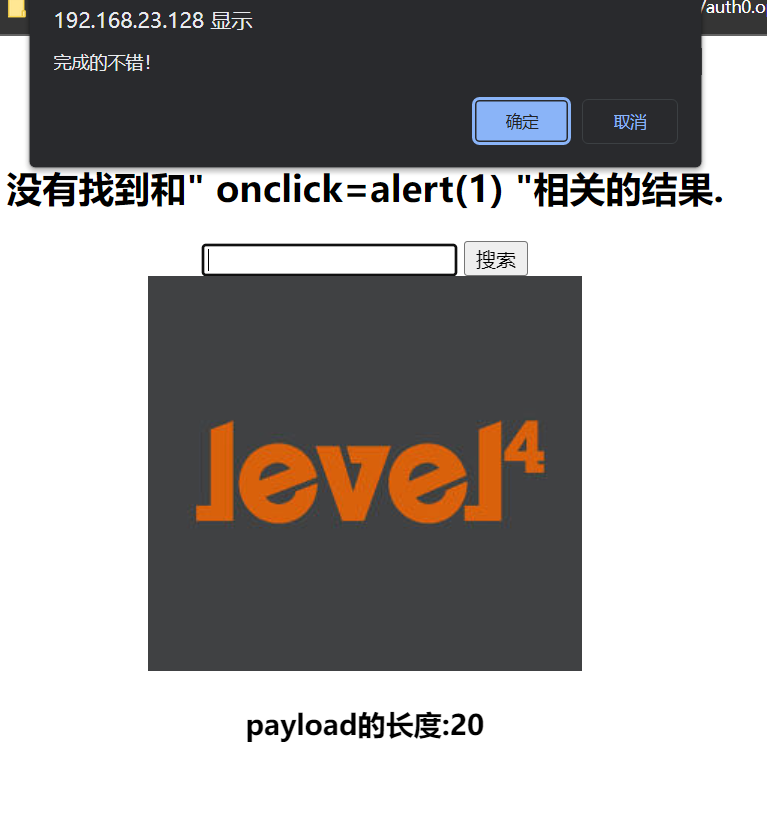 /auth0.o
192.168.23.128 显示
完成的不错！
确定 取消
没有找到和" onclick=alert(1) "相关的结果.
搜索
level4
payload的长度:20